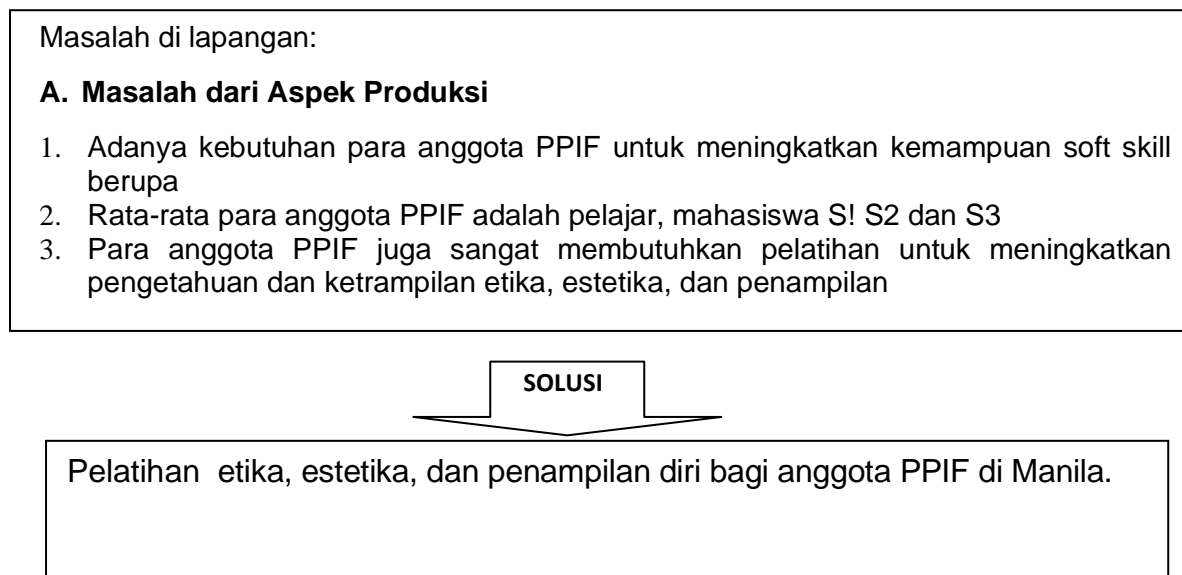 Masalah di lapangan:
A. Masalah dari Aspek Produksi
1. Adanya kebutuhan para anggota PPIF untuk meningkatkan kemampuan soft skill
berupa
2. Rata-rata para anggota PPIF adalah pelajar, mahasiswa S! S2 dan S3
3. Para anggota PPIF juga sangat membutuhkan pelatihan untuk meningkatkan
pengetahuan dan ketrampilan etika, estetika, dan penampilan
SOLUSI
Pelatihan etika, estetika, dan penampilan diri bagi anggota PPIF di Manila.